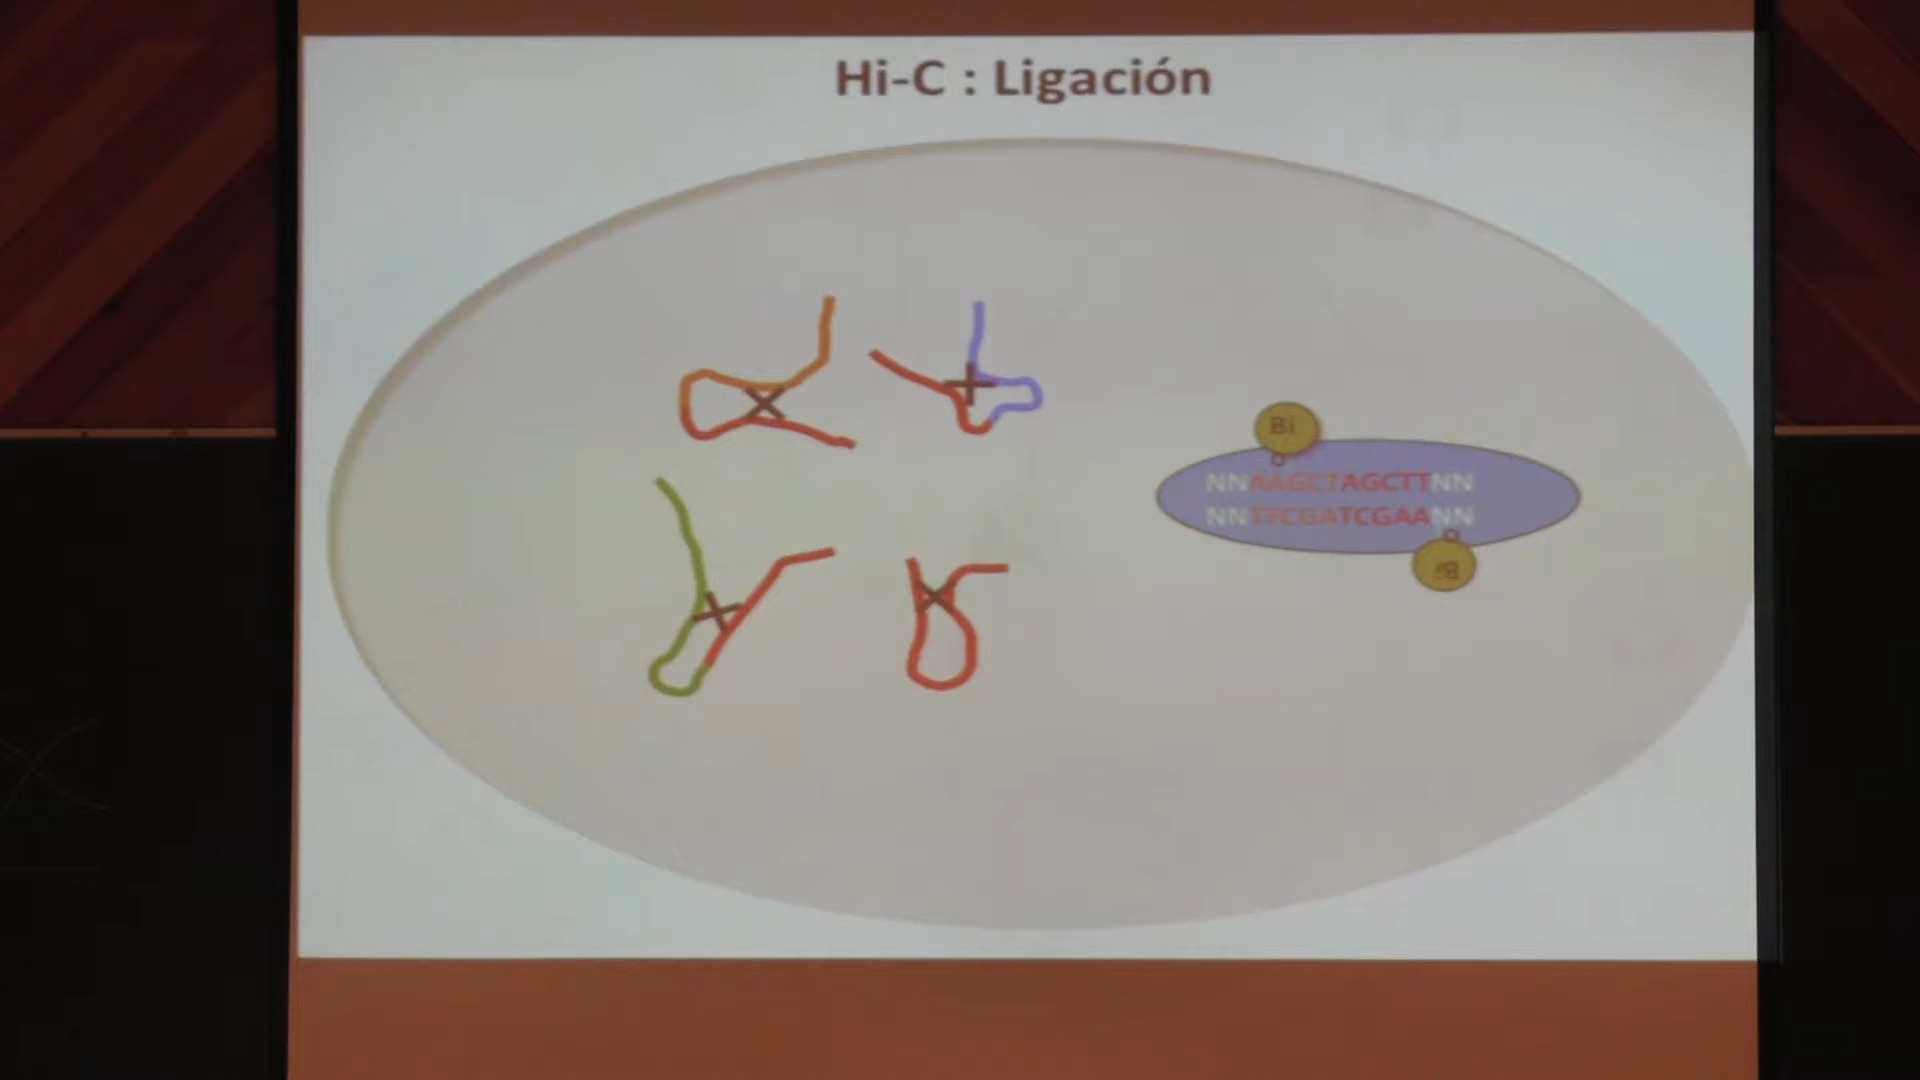 Hi-C : Ligación
Bi
NNAAGCTAGCTTNN
NNTTCGATCGAANN
Bi